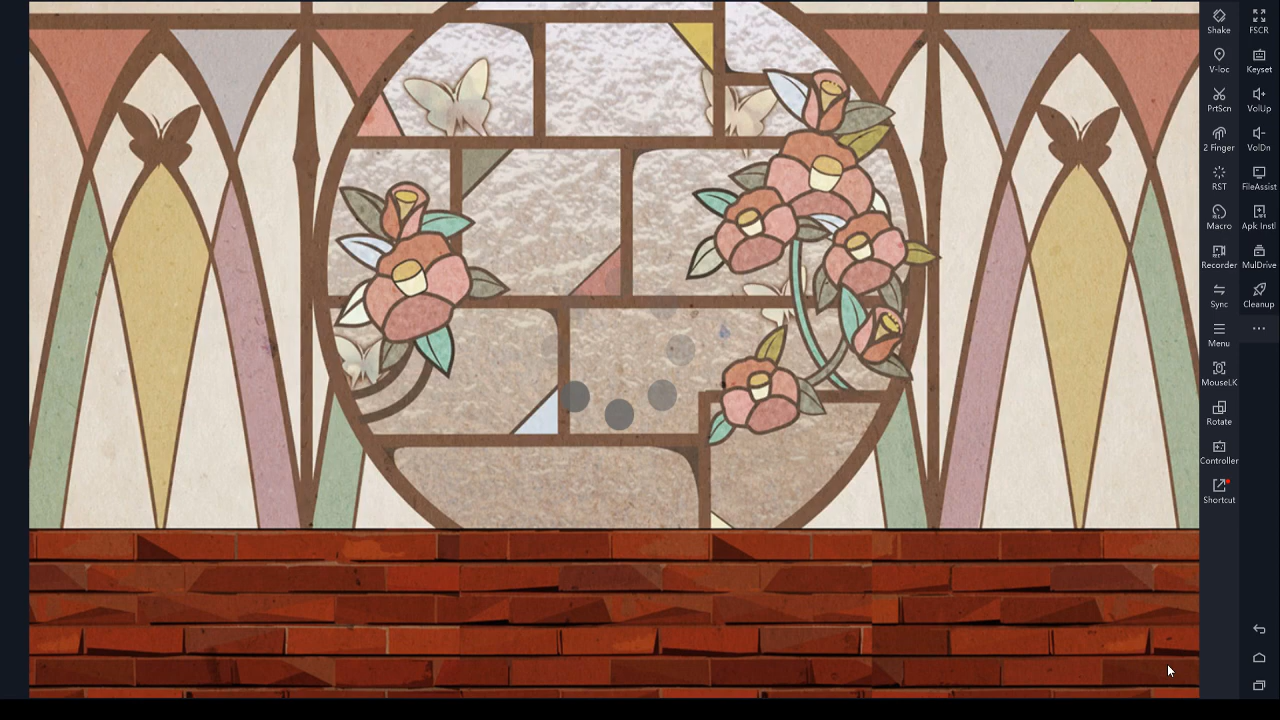 Shake
FSCR
V-loc
Keyset
PrtScn
VolUp
2 Finger
VolDn
RST
FileAssist
Macro
Apk Inst
Recorder
MulDrive
Sync
Cleanup
Menu
MouseLK
Rotate
Controller
Shortcut